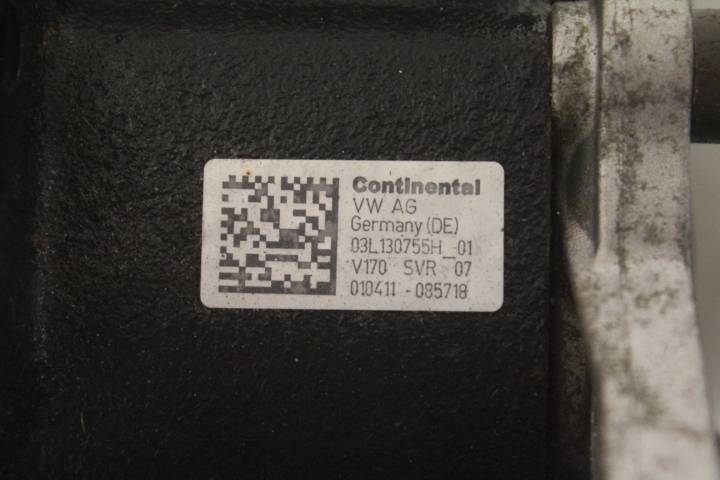 Continental
VW AG
Germany (DE)
03L130755H_01
V170 SVR 07
010411 -085718